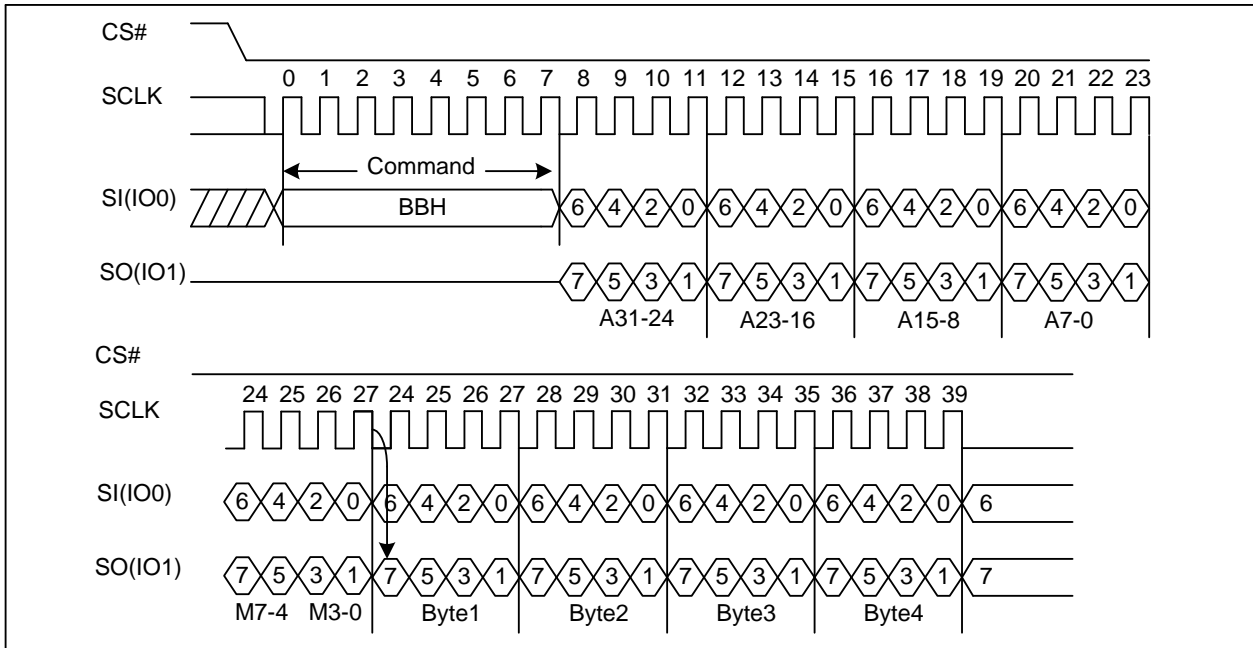 CS#
0 1 2 3 4 5 6 7 8 9 10 11 12 13 14 15 16 17 18 19 20 21 22 23
SCLK
Command
SI(IO0) BBH 6 4 2 0 6 4 2 0 6 4 2 0 6 4 2 0
SO(IO1) 7 5 3 1 7 5 3 1 7 5 3 1 7 5 3 1
A31-24 A23-16 A15-8 A7-0
CS#
24 25 26 27 24 25 26 27 28 29 30 31 32 33 34 35 36 37 38 39
SCLK
SI(IO0) 6 4 2 0 6 4 2 0 6 4 2 0 6 4 2 0 6 4 2 0 6
SO(IO1) 7 5 3 1 7 5 3 1 7 5 3 1 7 5 3 1 7 5 3 1 7
M7-4 M3-0 Byte1 Byte2 Byte3 Byte4